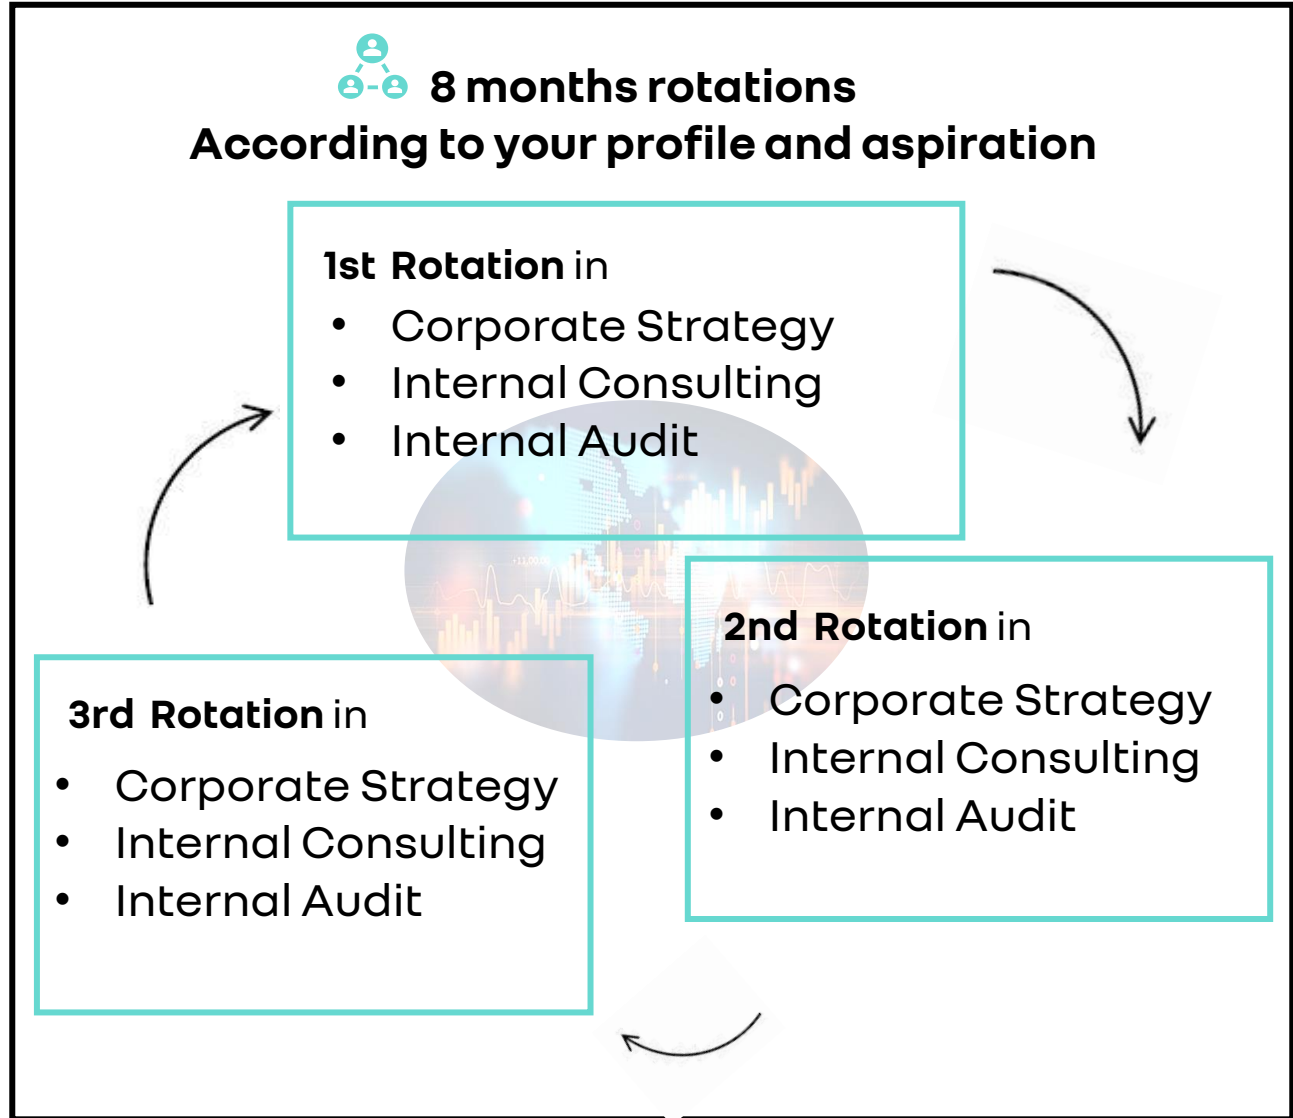 8 months rotations
According to your profile and aspiration
1st Rotation in
• Corporate Strategy
• Internal Consulting
• Internal Audit
2nd Rotation in
• Corporate Strategy
• Internal Consulting
• Internal Audit
3rd Rotation in
• Corporate Strategy
• Internal Consulting
• Internal Audit